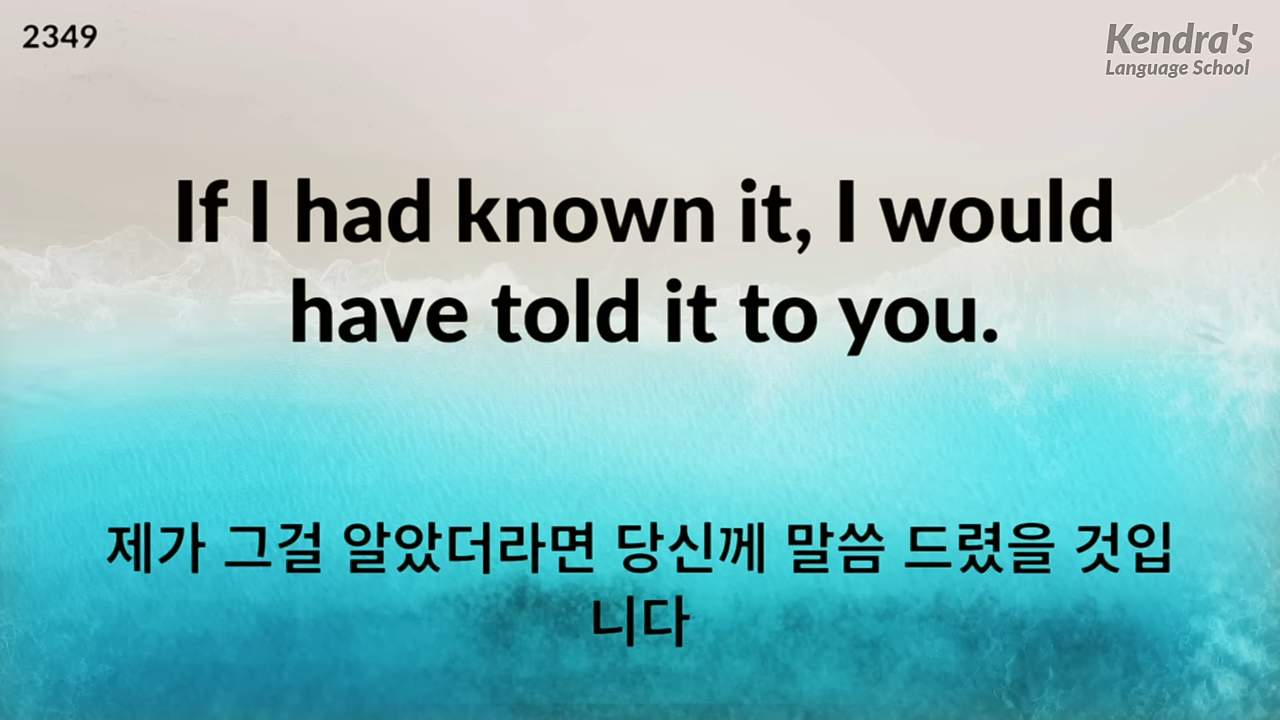 2349
Kendra's
Language School
If I had known it, I would
have told it to you.
제가 그걸 알았더라면 당신께 말씀 드렸을 것입
니다